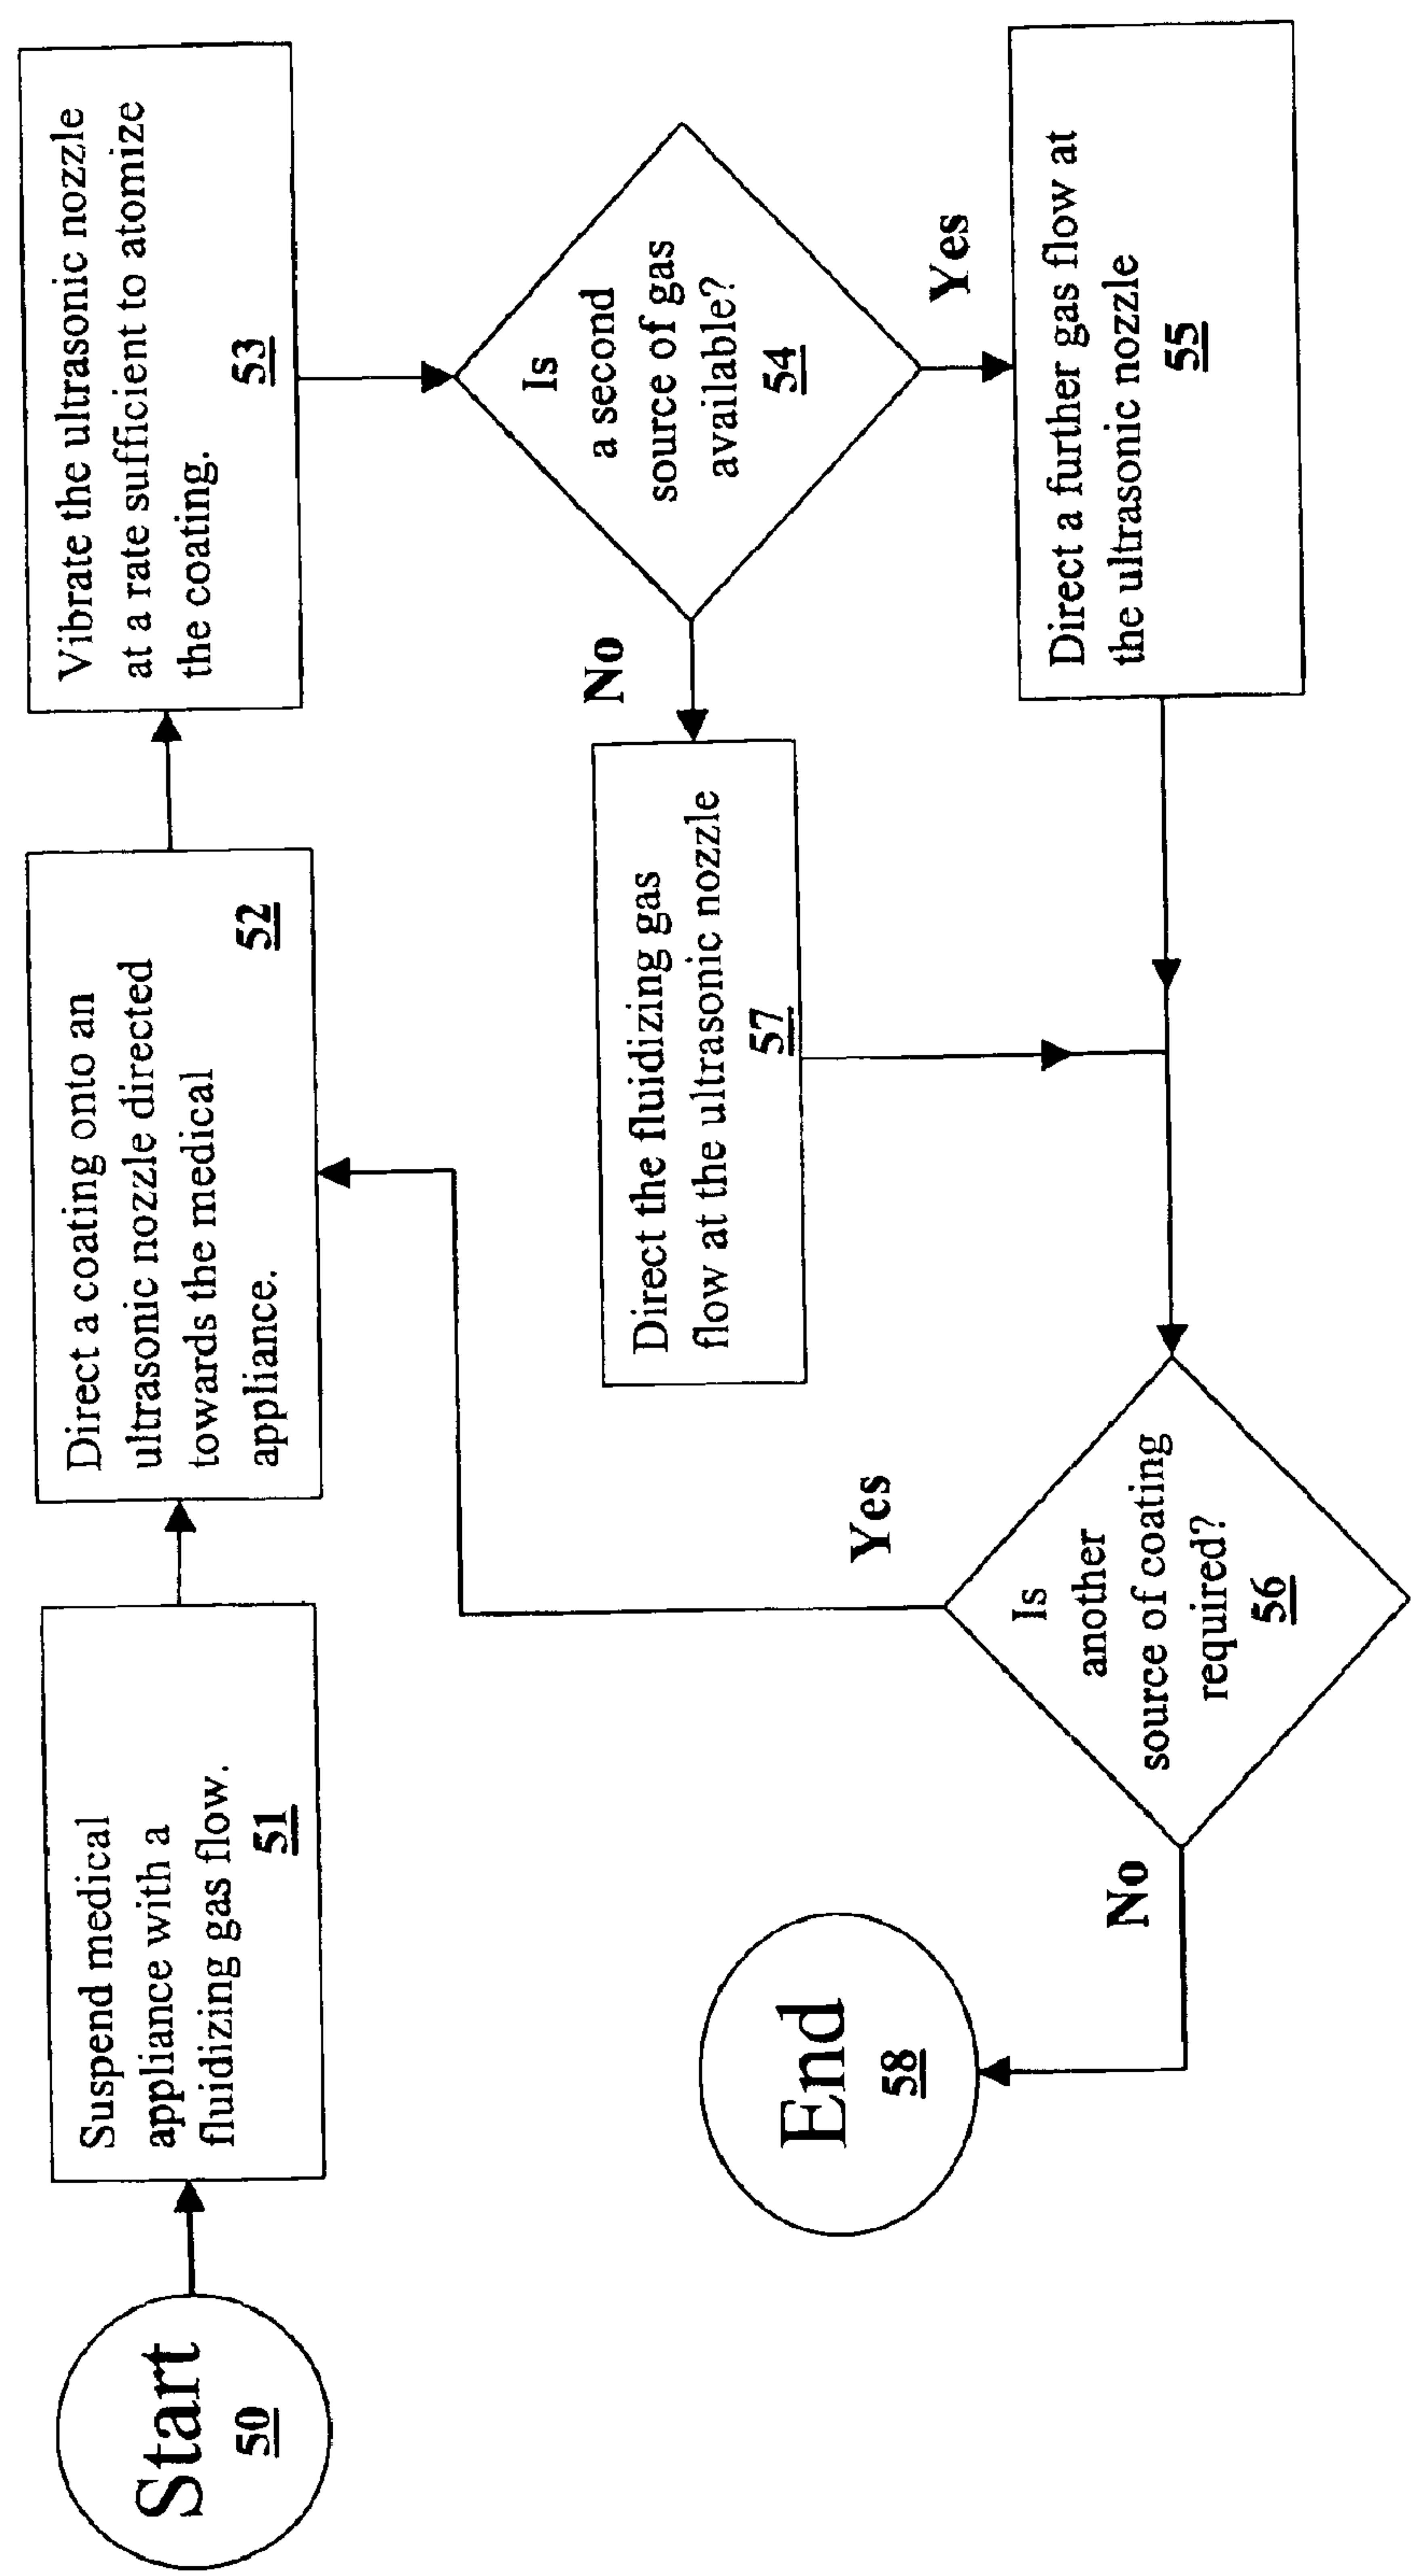 Start
50
Suspend medical
appliance with a
fluidizing gas flow.
51
Direct a coating onto an
ultrasonic nozzle directed
towards the medical
appliance.
52
Vibrate the ultrasonic nozzle
at a rate sufficient to atomize
the coating.
53
Is
a second
source of gas
available?
54
No
Yes
Direct the fluidizing gas
flow at the ultrasonic nozzle
57
Direct a further gas flow at
the ultrasonic nozzle
55
Is
another
source of coating
required?
56
Yes
No
End
58